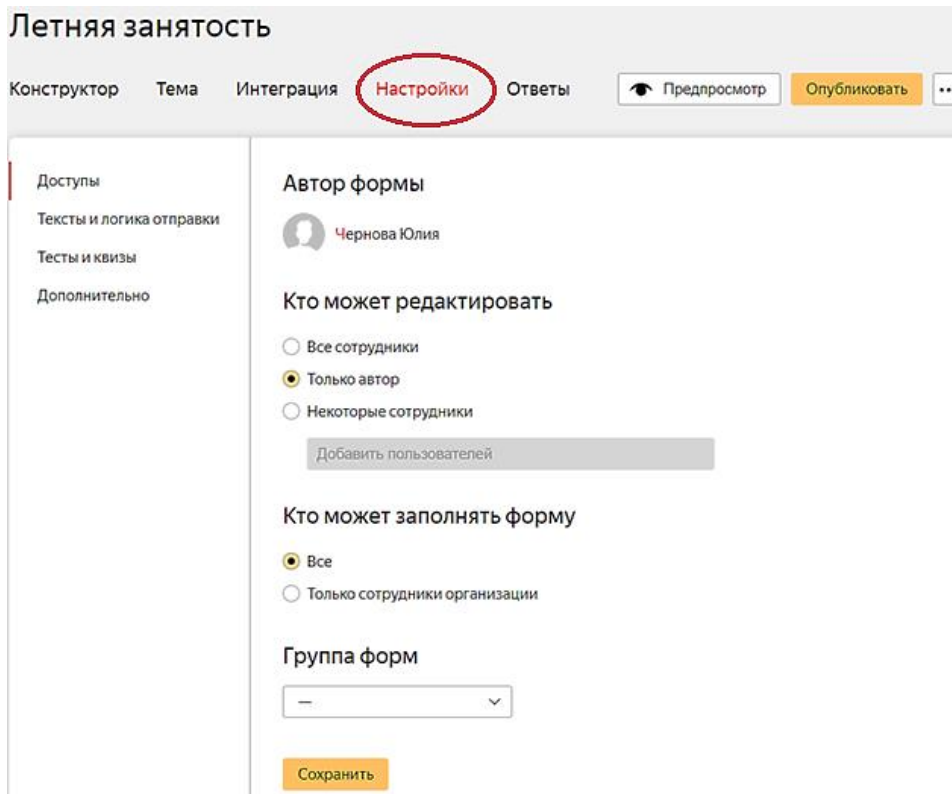 Летняя занятость
Конструктор Тема Интеграция Настройки Ответы Предпросмотр Опубликовать ...
Доступы
Тексты и логика отправки
Тесты и квизы
Дополнительно
Автор формы
Чернова Юлия
Кто может редактировать
Все сотрудники
Только автор
Некоторые сотрудники
Добавить пользователей
Кто может заполнять форму
Все
Только сотрудники организации
Группа форм
—
Сохранить